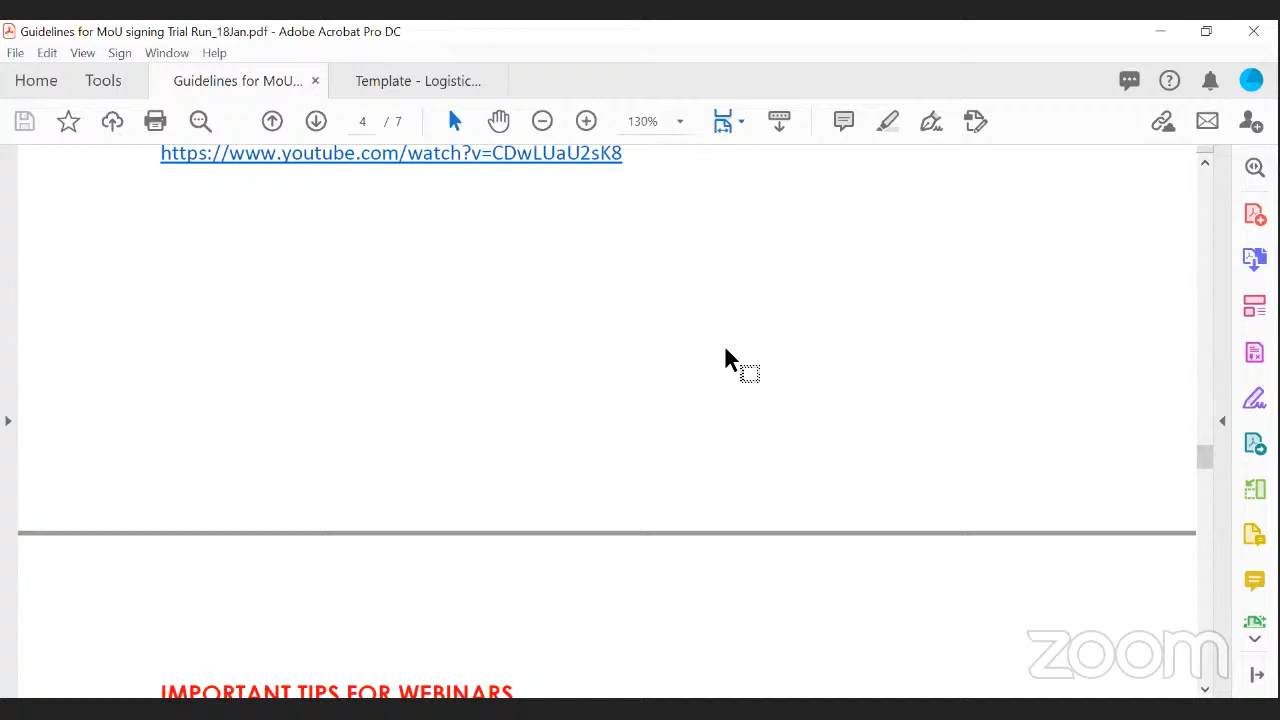 Guidelines for MoU signing Trial Run_18Jan.pdf - Adobe Acrobat Pro DC
File Edit View Sign Window Help
Home Tools Guidelines for MoU... × Template - Logistic...
4 / 7 130%
https://www.youtube.com/watch?v=CDwLUaU2sK8
IMPORTANT TIPS FOR WEBINARS
zoom